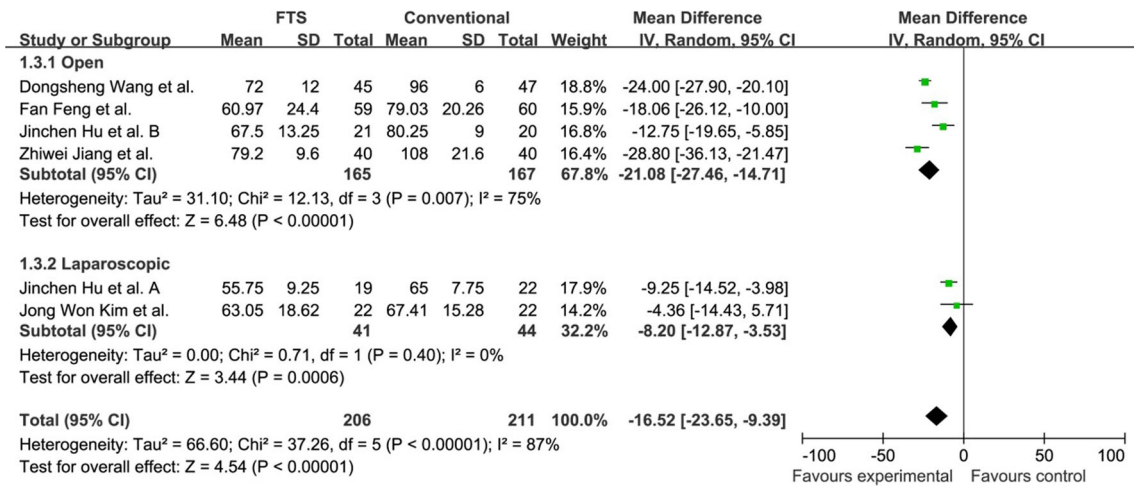 FTS Conventional Mean Difference Mean Difference
Study or Subgroup Mean SD Total Mean SD Total Weight IV, Random, 95% CI IV, Random, 95% CI
1.3.1 Open
Dongsheng Wang et al. 72 12 45 96 6 47 18.8% -24.00 [-27.90, -20.10]
Fan Feng et al. 60.97 24.4 59 79.03 20.26 60 15.9% -18.06 [-26.12, -10.00]
Jinchen Hu et al. B 67.5 13.25 21 80.25 9 20 16.8% -12.75 [-19.65, -5.85]
Zhiwei Jiang et al. 79.2 9.6 40 108 21.6 40 16.4% -28.80 [-36.13, -21.47]
Subtotal (95% CI) 165 167 67.8% -21.08 [-27.46, -14.71]
Heterogeneity: Tau² = 31.10; Chi² = 12.13, df = 3 (P = 0.007); I² = 75%
Test for overall effect: Z = 6.48 (P < 0.00001)
1.3.2 Laparoscopic
Jinchen Hu et al. A 55.75 9.25 19 65 7.75 22 17.9% -9.25 [-14.52, -3.98]
Jong Won Kim et al. 63.05 18.62 22 67.41 15.28 22 14.2% -4.36 [-14.43, 5.71]
Subtotal (95% CI) 41 44 32.2% -8.20 [-12.87, -3.53]
Heterogeneity: Tau² = 0.00; Chi² = 0.71, df = 1 (P = 0.40); I² = 0%
Test for overall effect: Z = 3.44 (P = 0.0006)
Total (95% CI) 206 211 100.0% -16.52 [-23.65, -9.39]
Heterogeneity: Tau² = 66.60; Chi² = 37.26, df = 5 (P < 0.00001); I² = 87%
Test for overall effect: Z = 4.54 (P < 0.00001)
-100 -50 0 50 100
Favours experimental Favours control